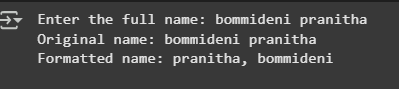 Enter the full name: bommideni pranitha
Original name: bommideni pranitha
Formatted name: pranitha, bommideni